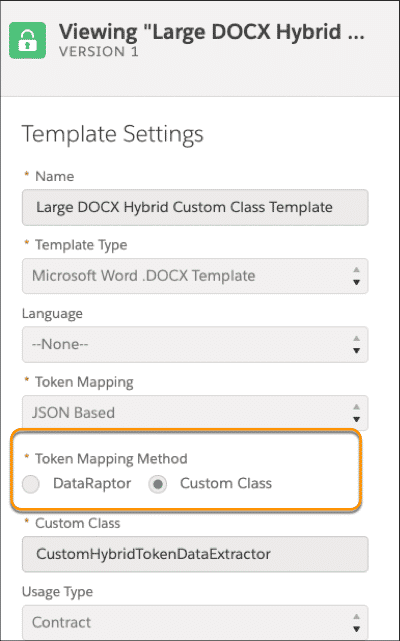 Viewing "Large DOCX Hybrid ...
VERSION 1
Template Settings
* Name
Large DOCX Hybrid Custom Class Template
* Template Type
Microsoft Word .DOCX Template
Language
--None--
* Token Mapping
JSON Based
* Token Mapping Method
DataRaptor Custom Class
* Custom Class
CustomHybridTokenDataExtractor
Usage Type
Contract